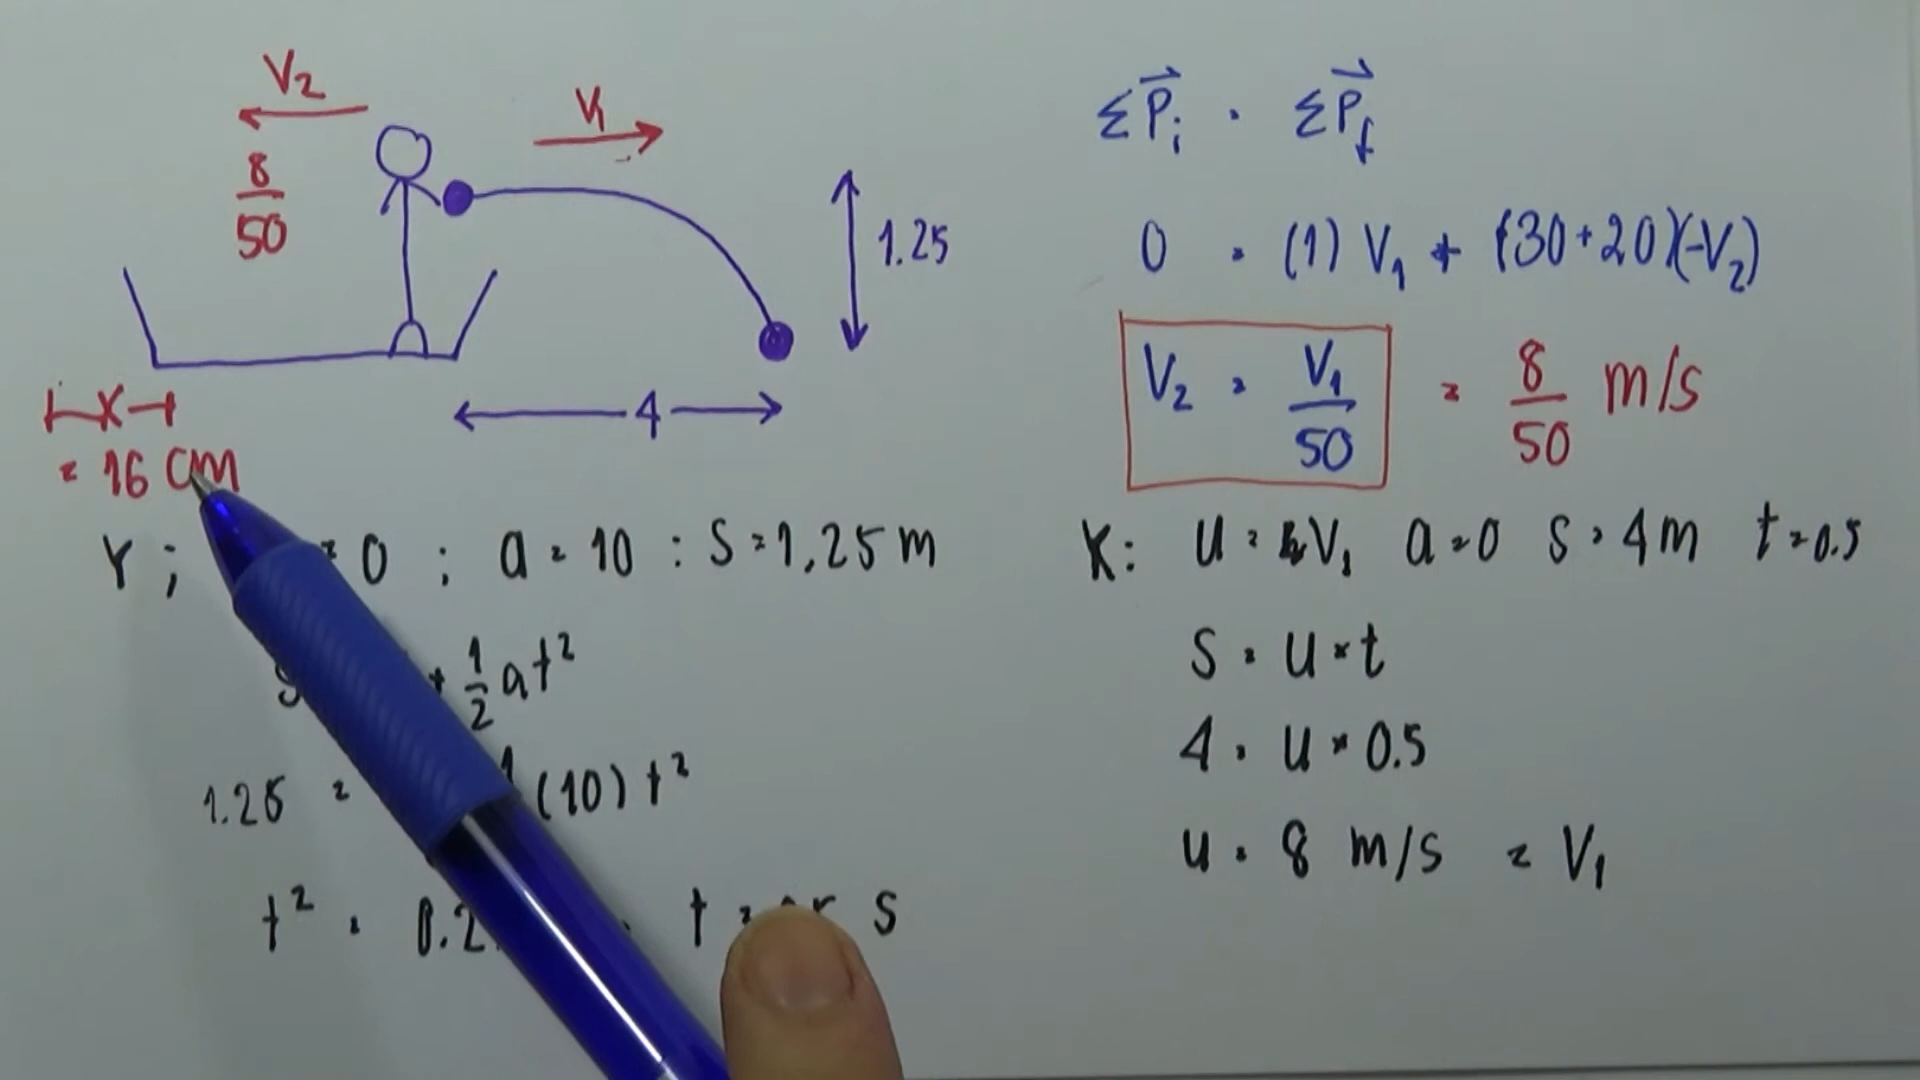 V₂
V₁
8/50
1.25
4
X
= 16 cm
ΣP⃗i = ΣP⃗f
0 = (1) V₁ + (30+20)(-V₂)
V₂ = V₁/50 = 8/50 m/s
Y; = 0 ; a = 10 : S = 1,25 m
S + 1/2 at²
1.25 = (10) t²
t² = 0.2 t = s
X: u = V₁ a = 0 S = 4m t = 0.5
S = u × t
4 = u × 0.5
u = 8 m/s = V₁